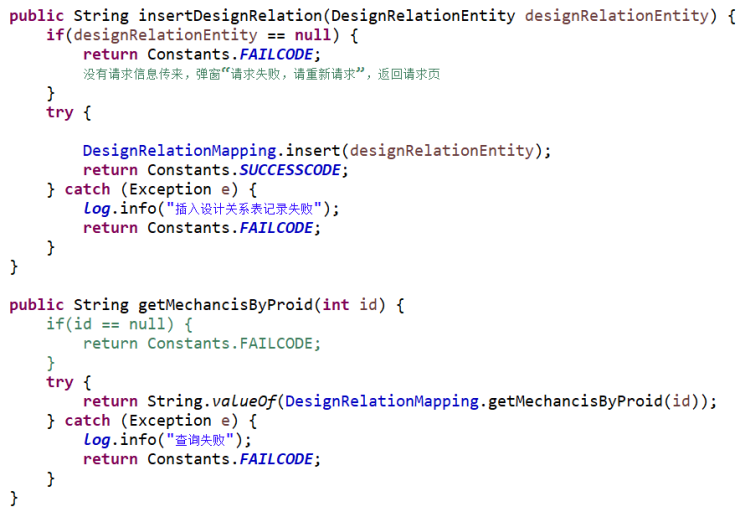 public String insertDesignRelation(DesignRelationEntity designRelationEntity) {
    if(designRelationEntity == null) {
        return Constants.FAILCODE;
        没有请求信息传来，弹窗“请求失败，请重新请求”，返回请求页
    }
    try {
        DesignRelationMapping.insert(designRelationEntity);
        return Constants.SUCCESSCODE;
    } catch (Exception e) {
        log.info("插入设计关系表记录失败");
        return Constants.FAILCODE;
    }
}
public String getMechancisByProid(int id) {
    if(id == null) {
        return Constants.FAILCODE;
    }
    try {
        return String.valueOf(DesignRelationMapping.getMechancisByProid(id));
    } catch (Exception e) {
        log.info("查询失败");
        return Constants.FAILCODE;
    }
}